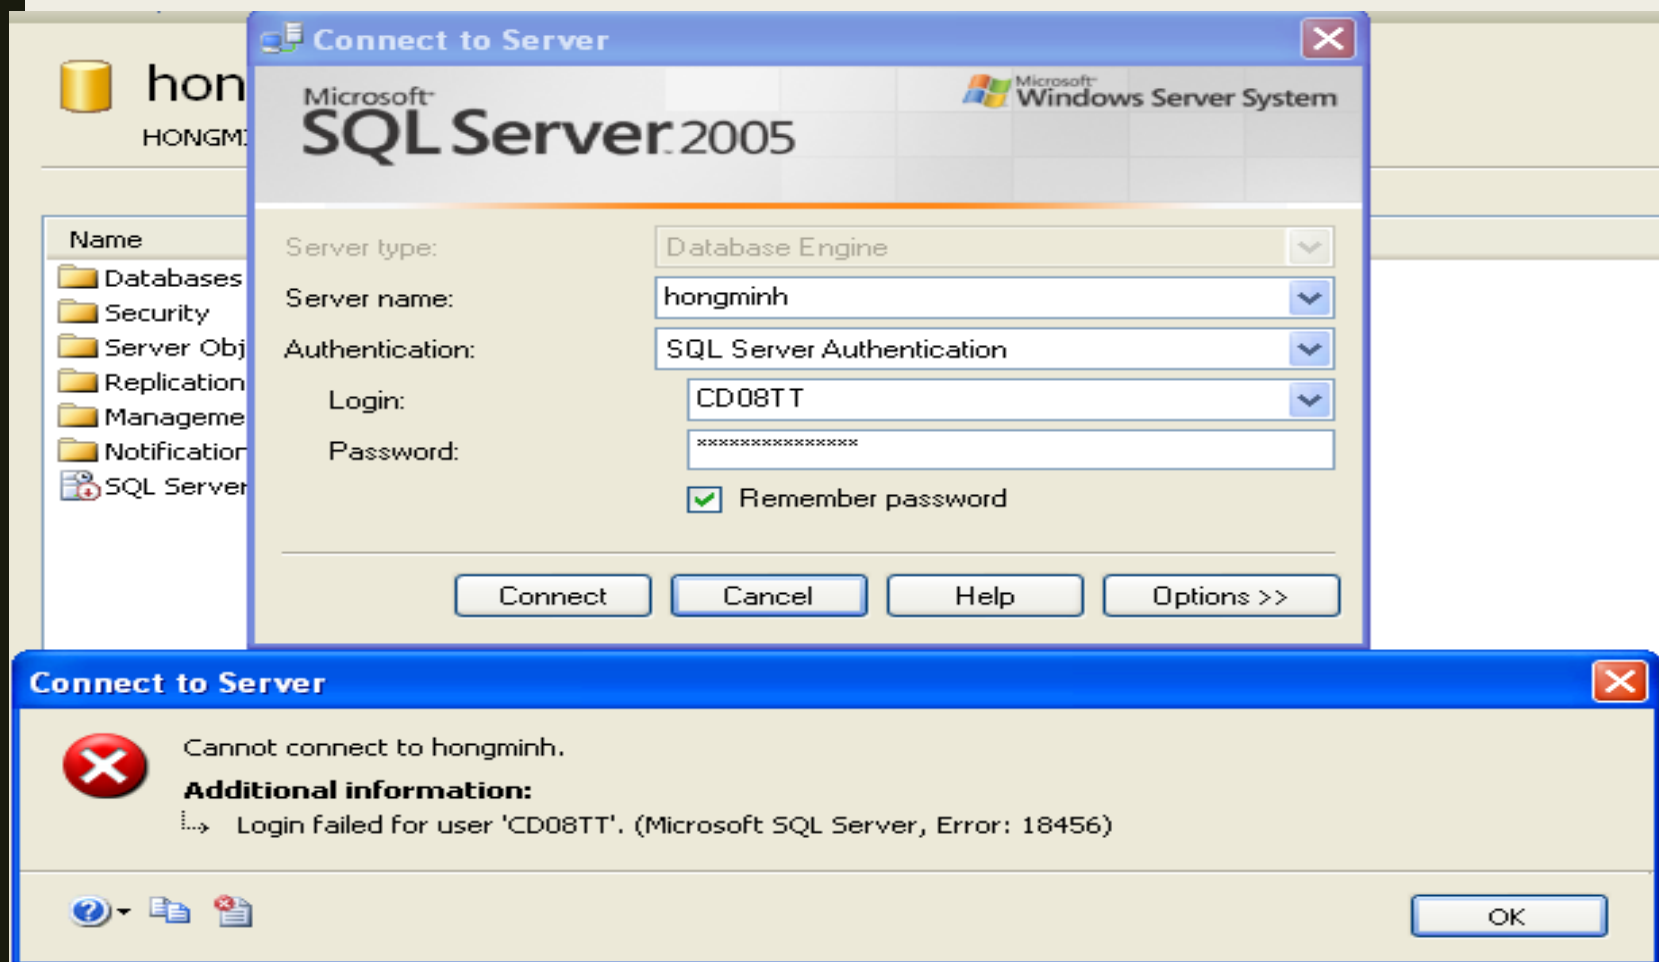 Connect to Server
hon
HONGM
Microsoft
SQL Server 2005
Microsoft
Windows Server System
Name
Databases
Security
Server Obj
Replication
Manageme
Notification
SQL Server
Server type:
Database Engine
Server name:
hongminh
Authentication:
SQL Server Authentication
Login:
CD08TT
Password:
***************
Remember password
Connect
Cancel
Help
Options >>
Connect to Server
Cannot connect to hongminh.
Additional information:
Login failed for user 'CD08TT'. (Microsoft SQL Server, Error: 18456)
OK